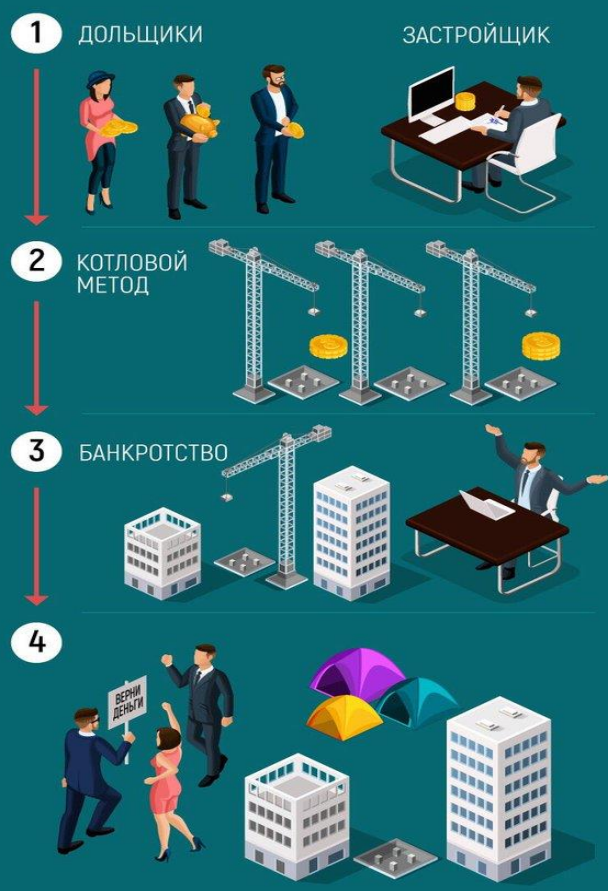 1 ДОЛЬЩИКИ ЗАСТРОЙЩИК
2 КОТЛОВОЙ
МЕТОД
3 БАНКРОТСТВО
4
ВЕРНИ
ДЕНЬГИ